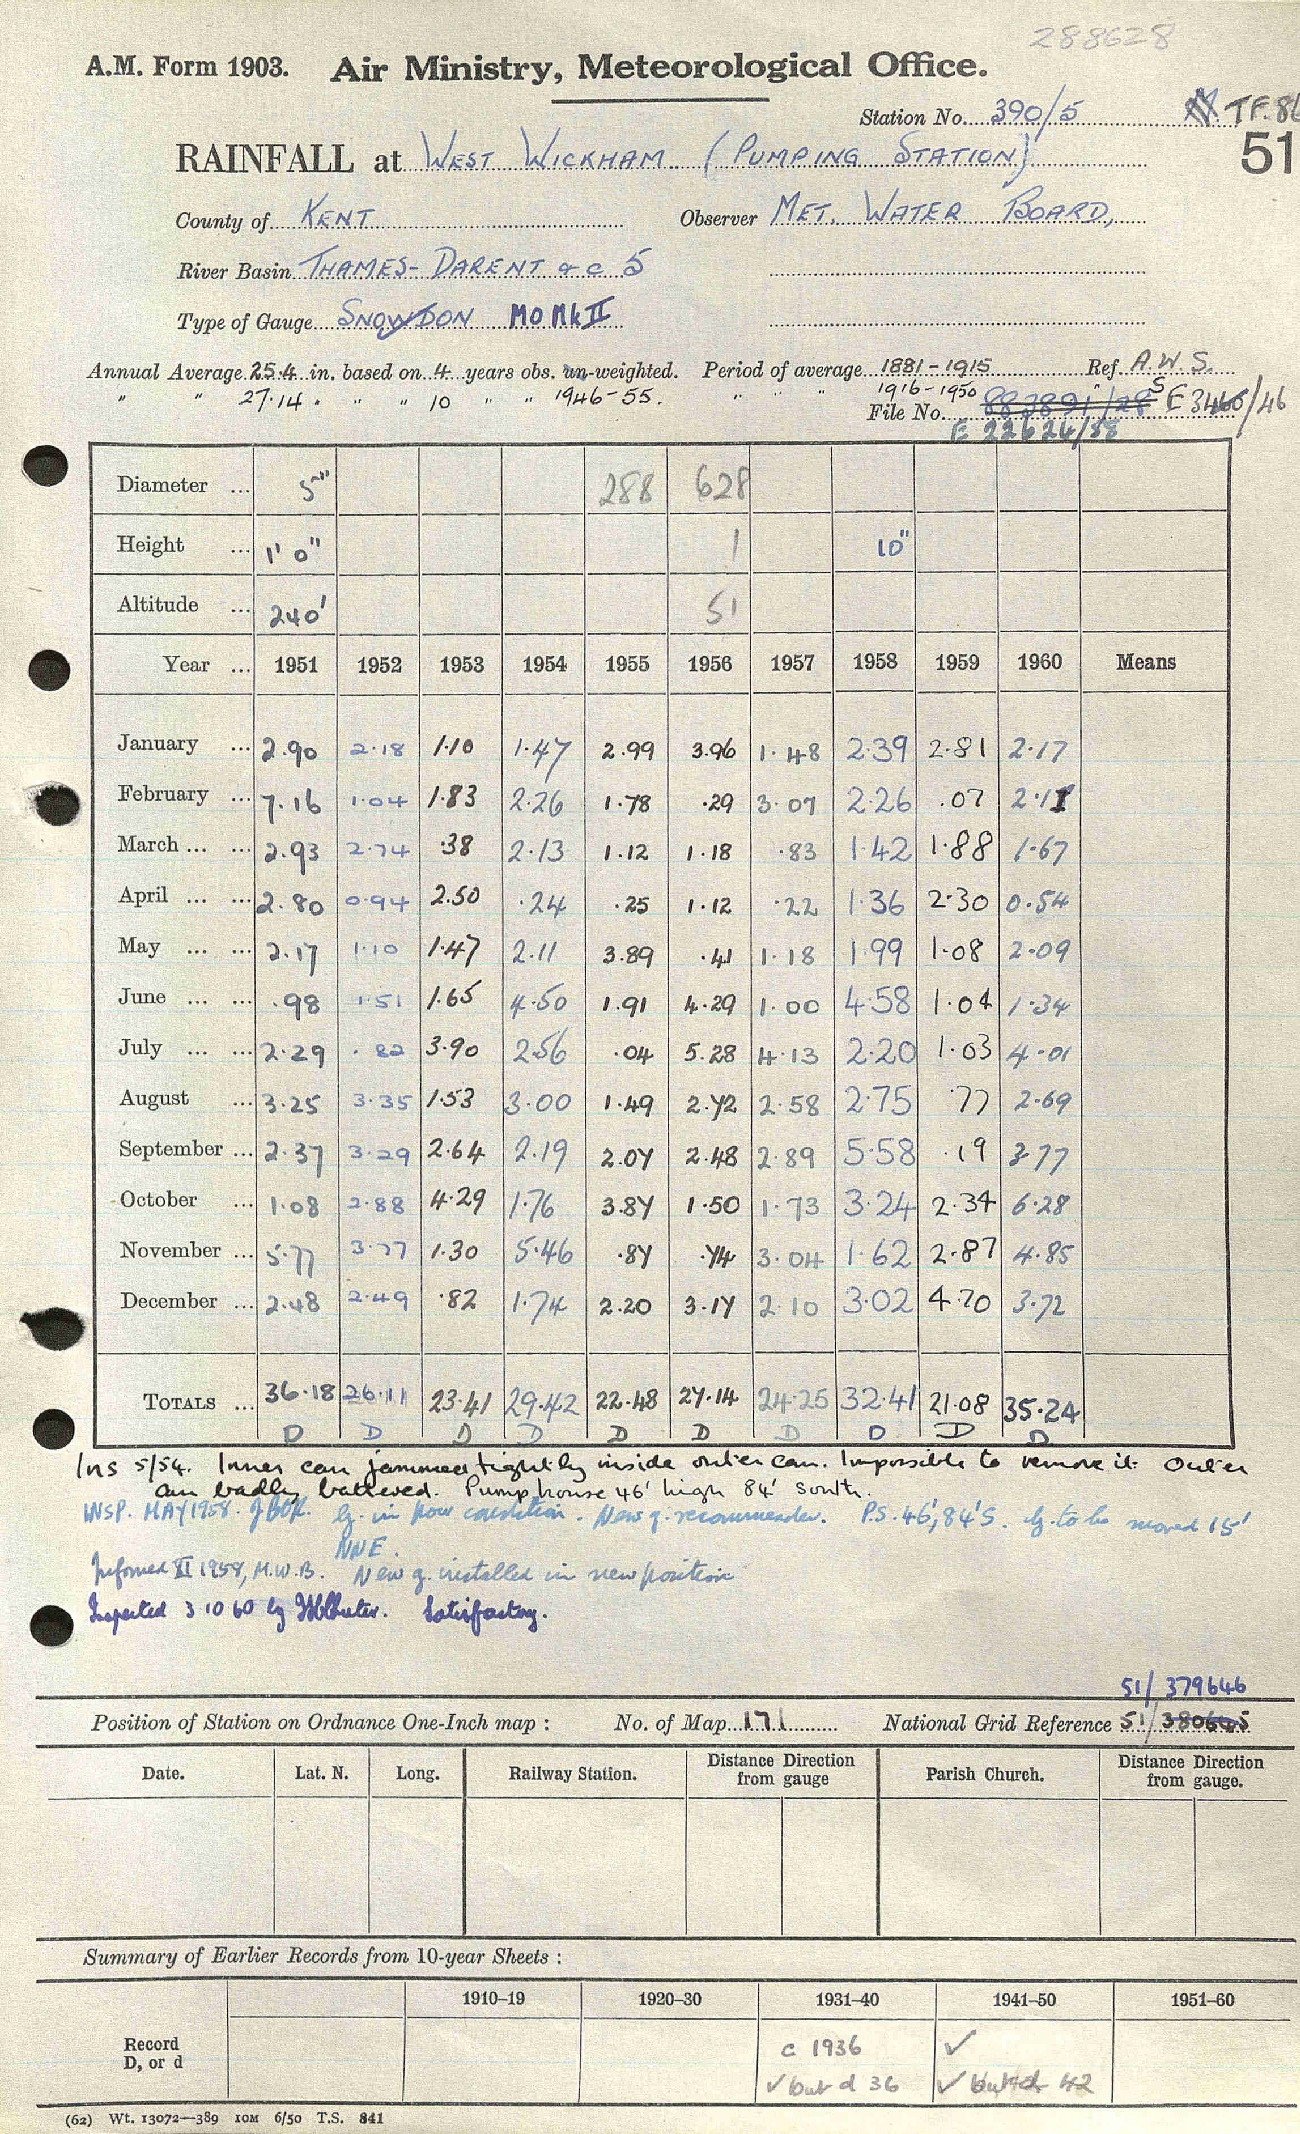 288628
A.M. Form 1903. Air Ministry, Meteorological Office.
Station No. 390/5 TF.86
51
RAINFALL at WEST WICKHAM (PUMPING STATION)
County of KENT Observer MET. WATER BOARD,
River Basin THAMES-DARENT &c 5
Type of Gauge SNOWDON MO Mk II
Annual Average 25.4 in. based on 4 years obs. un-weighted. Period of average 1881-1915 Ref A.W.S.
" " 27.14 " " " 10 " " 1946-55. " " " 1916-1950 "
File No. 883891/28 S E 3460/46
E 22624/58
Diameter ... 5" 288 628
Height ... 1' 0" 1 10"
Altitude ... 240' 51
Year ... 1951 1952 1953 1954 1955 1956 1957 1958 1959 1960 Means
January ... 2.90 2.18 1.10 1.47 2.99 3.96 1.48 2.39 2.81 2.17
February ... 7.16 1.04 1.83 2.26 1.78 .29 3.07 2.26 .07 2.11
March ... ... 2.93 2.74 .38 2.13 1.12 1.18 .83 1.42 1.88 1.67
April ... ... 2.80 0.94 2.50 .24 .25 1.12 .22 1.36 2.30 0.54
May ... ... 2.17 1.10 1.47 2.11 3.89 .41 1.18 1.99 1.08 2.09
June ... ... .98 1.51 1.65 4.50 1.91 4.29 1.00 4.58 1.04 1.34
July ... ... 2.29 .82 3.90 2.56 .04 5.28 4.13 2.20 1.03 4.01
August ... 3.25 3.35 1.53 3.00 1.49 2.72 2.58 2.75 .77 2.69
September ... 2.37 3.29 2.64 2.19 2.07 2.48 2.89 5.58 .19 3.77
October ... 1.08 2.88 4.29 1.76 3.87 1.50 1.73 3.24 2.34 6.28
November ... 5.77 3.77 1.30 5.46 .87 .74 3.04 1.62 2.87 4.85
December ... 2.48 2.49 .82 1.74 2.20 3.17 2.10 3.02 4.70 3.72
TOTALS ... 36.18 26.11 23.41 29.42 22.48 27.14 24.25 32.41 21.08 35.24
D D D D D D D D D D
Ins 5/54. Inner can jammed tightly inside outer can. Impossible to remove it. Outer
can badly battered. Pump house 46' high 84' South.
INSP. MAY 1958. g. in poor condition. New g. recommended. P.S. 46', 84'S. g. to be moved 15'
NNE.
Informed XI 1958, M.W.B. New g. installed in new position
Inspected 3 10 60 by Satisfactory.
51/379646
Position of Station on Ordnance One-Inch map : No. of Map 171 National Grid Reference 51/380645
Date. Lat. N. Long. Railway Station. Distance Direction from gauge Parish Church. Distance Direction from gauge.
Summary of Earlier Records from 10-year Sheets :
1910-19 1920-30 1931-40 1941-50 1951-60
Record c 1936 ✓
D, or d ✓ but d 36 ✓ but d 42
(62) Wt. 13072—389 10M 6/50 T.S. 841